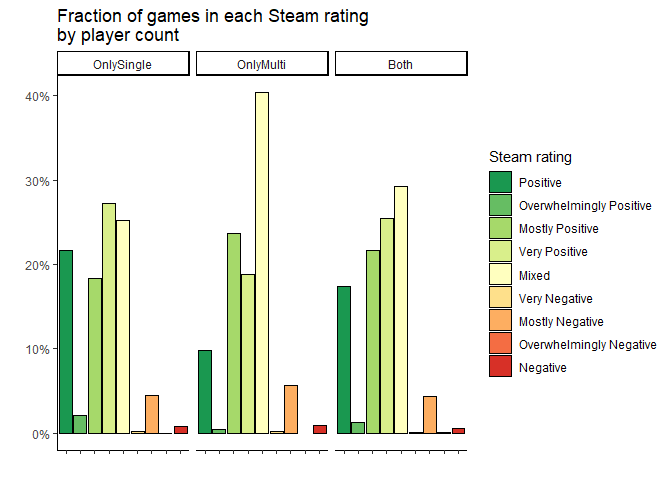 Fraction of games in each Steam rating
by player count
OnlySingle
OnlyMulti
Both
40%
30%
20%
10%
0%
Steam rating
Positive
Overwhelmingly Positive
Mostly Positive
Very Positive
Mixed
Very Negative
Mostly Negative
Overwhelmingly Negative
Negative